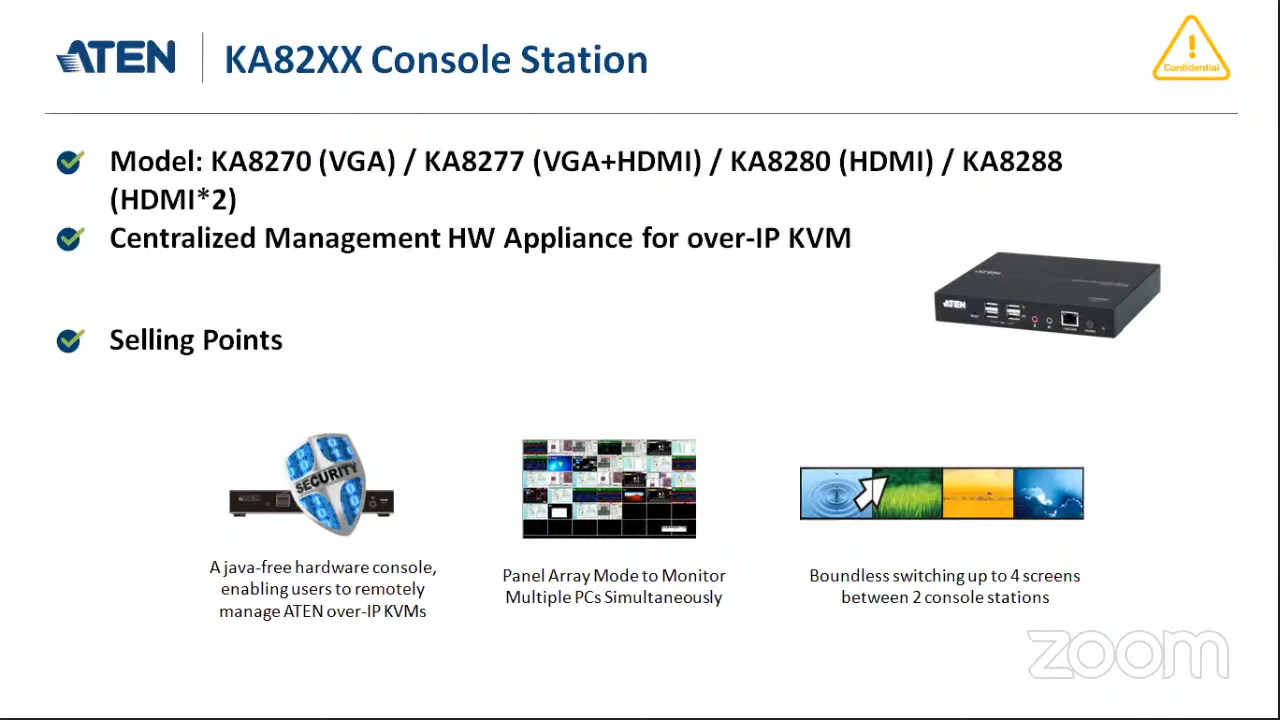 ATEN
KA82XX Console Station
Confidential
Model: KA8270 (VGA) / KA8277 (VGA+HDMI) / KA8280 (HDMI) / KA8288
(HDMI*2)
Centralized Management HW Appliance for over-IP KVM
ATEN
ATEN
Selling Points
SECURITY
A java-free hardware console,
enabling users to remotely
manage ATEN over-IP KVMs
Panel Array Mode to Monitor
Multiple PCs Simultaneously
Boundless switching up to 4 screens
between 2 console stations
zoom